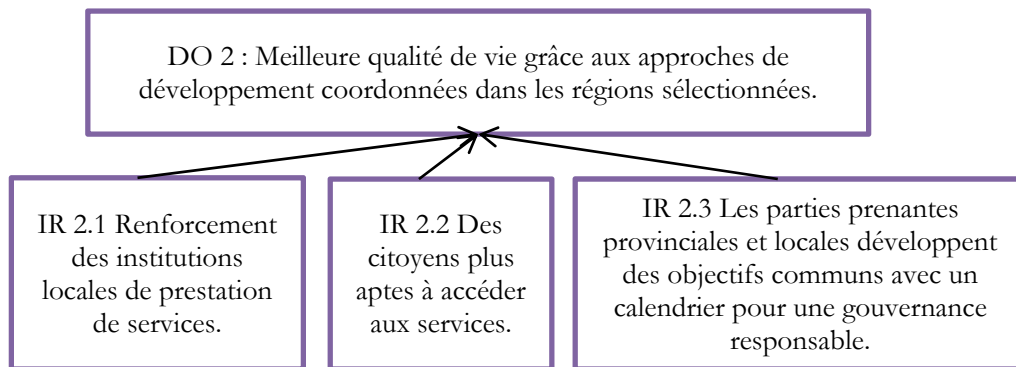 DO 2 : Meilleure qualité de vie grâce aux approches de
développement coordonnées dans les régions sélectionnées.
IR 2.1 Renforcement
des institutions
locales de prestation
de services.
IR 2.2 Des
citoyens plus
aptes à accéder
aux services.
IR 2.3 Les parties prenantes
provinciales et locales développent
des objectifs communs avec un
calendrier pour une gouvernance
responsable.